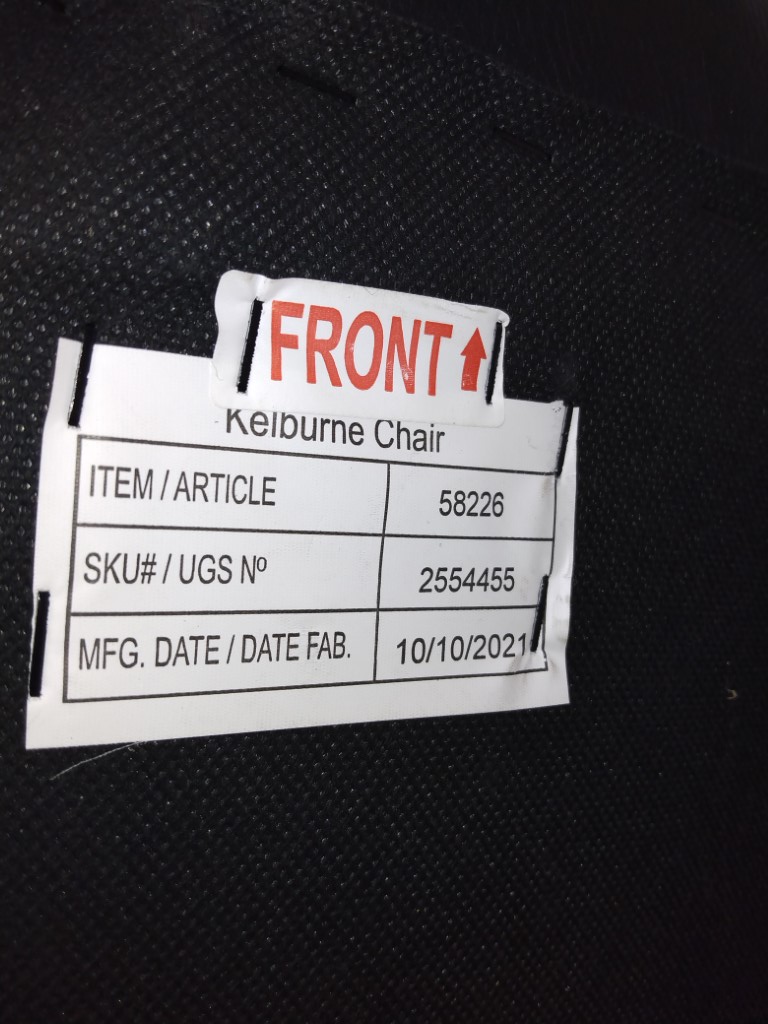 FRONT ↑
Kelburne Chair
ITEM / ARTICLE 58226
SKU# / UGS Nº 2554455
MFG. DATE / DATE FAB. 10/10/2021